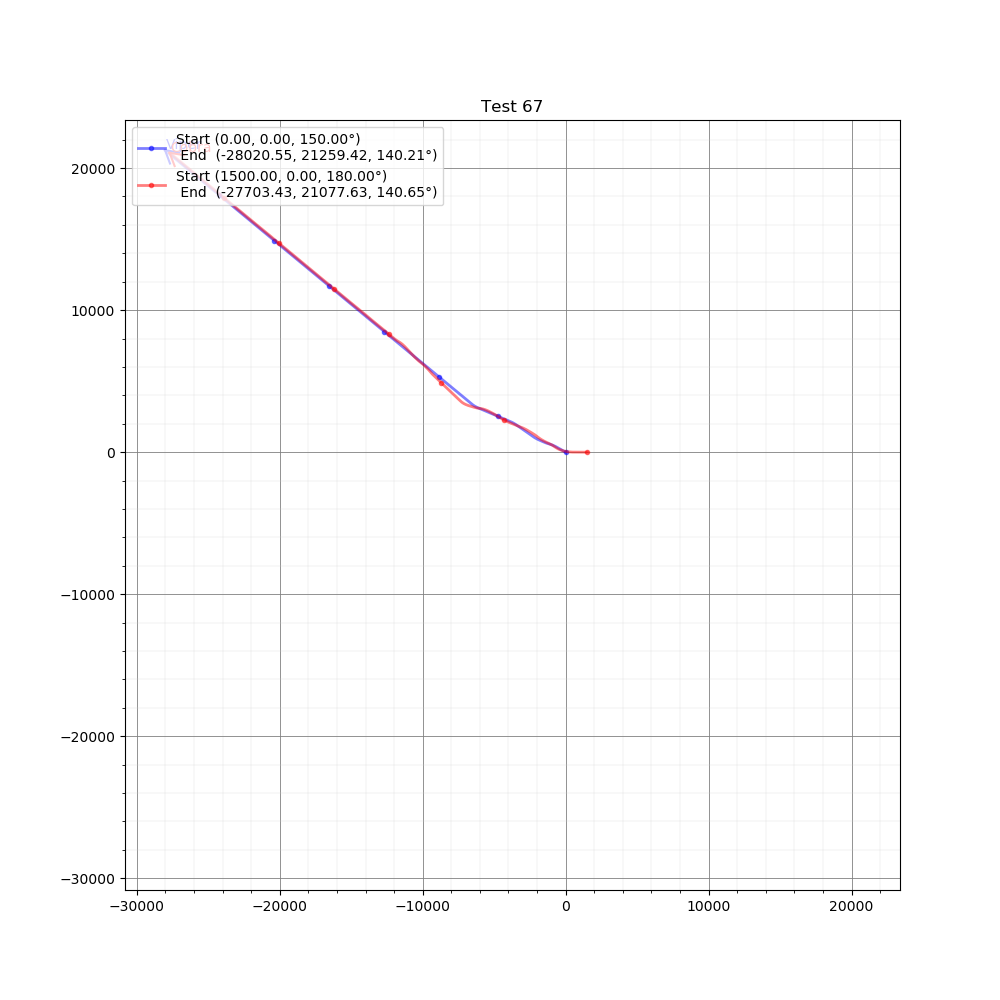 Test 67
Start (0.00, 0.00, 150.00°)
End (-28020.55, 21259.42, 140.21°)
Start (1500.00, 0.00, 180.00°)
End (-27703.43, 21077.63, 140.65°)
20000
10000
0
−10000
−20000
−30000
−30000 −20000 −10000 0 10000 20000